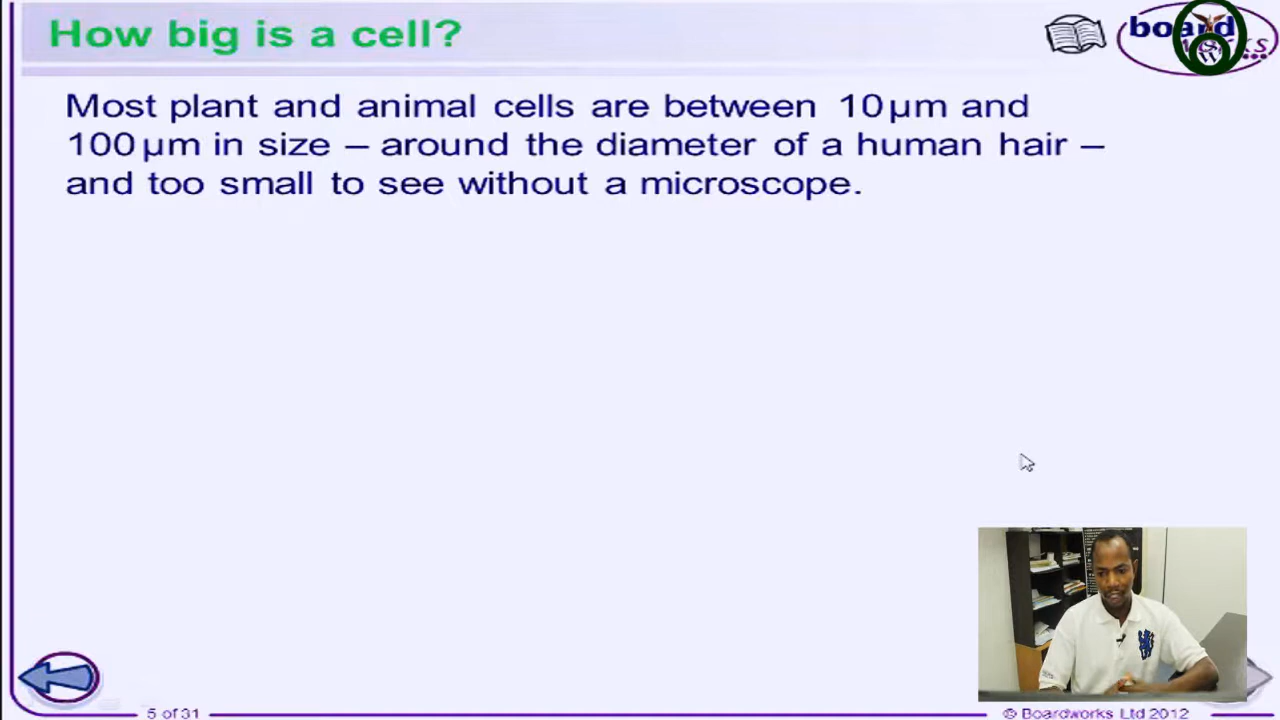 How big is a cell?
board
Most plant and animal cells are between 10 µm and
100 µm in size – around the diameter of a human hair –
and too small to see without a microscope.
5 of 31
© Boardworks Ltd 2012